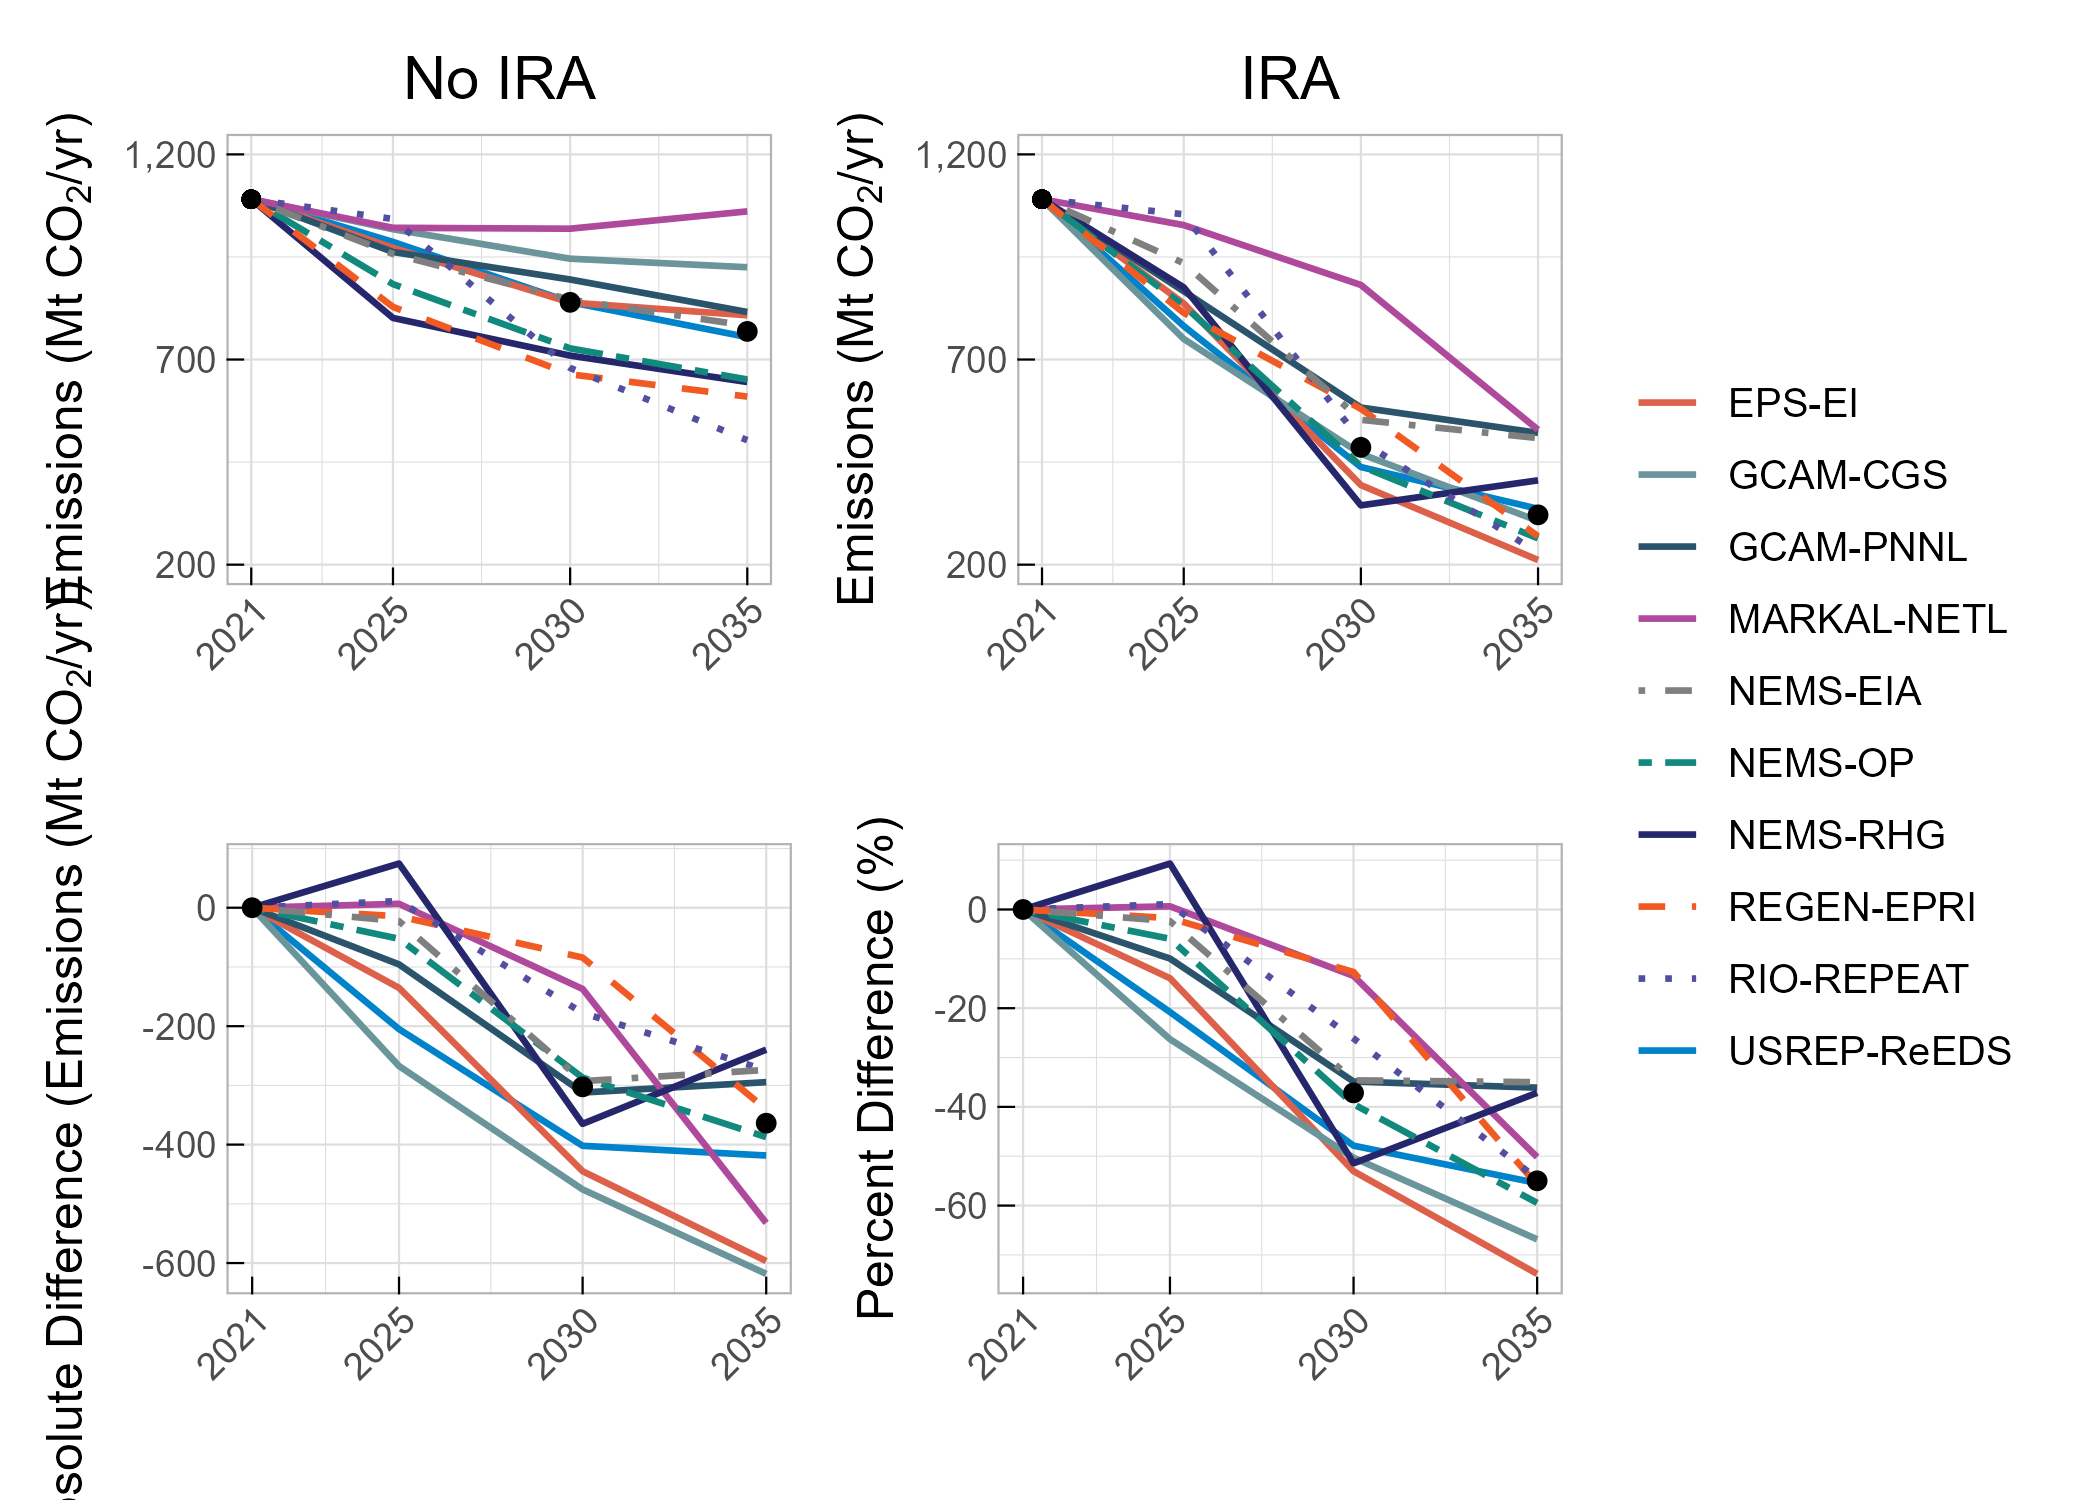 No IRA
Emissions (Mt CO₂/yr)
1,200
700
200
2021
2025
2030
2035
IRA
Emissions (Mt CO₂/yr)
1,200
700
200
2021
2025
2030
2035
Difference (Emissions (Mt CO₂/yr))
0
-200
-400
-600
2021
2025
2030
2035
Percent Difference (%)
0
-20
-40
-60
2021
2025
2030
2035
EPS-EI
GCAM-CGS
GCAM-PNNL
MARKAL-NETL
NEMS-EIA
NEMS-OP
NEMS-RHG
REGEN-EPRI
RIO-REPEAT
USREP-ReEDS